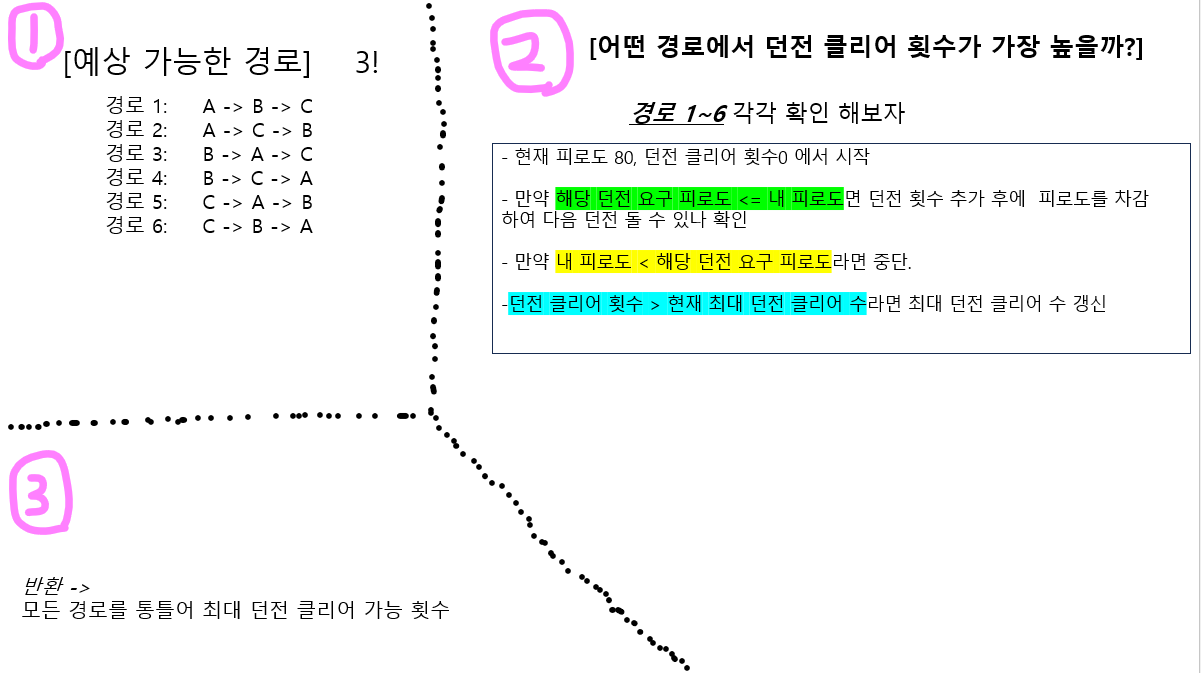 1
[예상 가능한 경로] 3!
경로 1: A -> B -> C
경로 2: A -> C -> B
경로 3: B -> A -> C
경로 4: B -> C -> A
경로 5: C -> A -> B
경로 6: C -> B -> A
2
[어떤 경로에서 던전 클리어 횟수가 가장 높을까?]
경로 1~6 각각 확인 해보자
- 현재 피로도 80, 던전 클리어 횟수0 에서 시작
- 만약 해당 던전 요구 피로도 <= 내 피로도면 던전 횟수 추가 후에 피로도를 차감
하여 다음 던전 돌 수 있나 확인
- 만약 내 피로도 < 해당 던전 요구 피로도라면 중단.
-던전 클리어 횟수 > 현재 최대 던전 클리어 수라면 최대 던전 클리어 수 갱신
3
반환 ->
모든 경로를 통틀어 최대 던전 클리어 가능 횟수